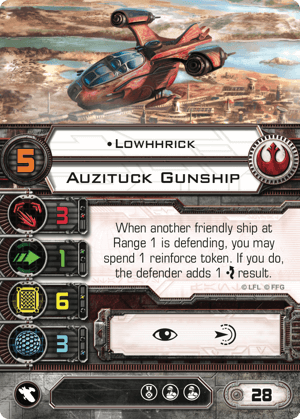 • Lowhhrick
5
Auzituck Gunship
3
When another friendly ship at
Range 1 is defending, you may
spend 1 reinforce token. If you do,
the defender adds 1 result.
1
© LFL © FFG
6
3
28